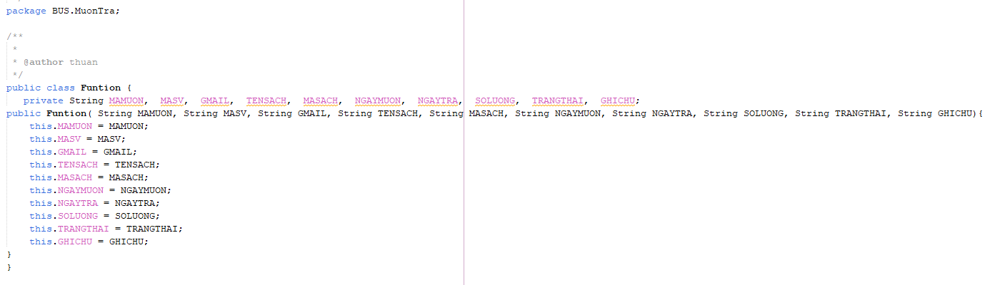 package BUS.MuonTra;
/**
*
* @author thuan
*/
public class Funtion {
private String MAMUON, MASV, GMAIL, TENSACH, MASACH, NGAYMUON, NGAYTRA, SOLUONG, TRANGTHAI, GHICHU;
public Funtion( String MAMUON, String MASV, String GMAIL, String TENSACH, String MASACH, String NGAYMUON, String NGAYTRA, String SOLUONG, String TRANGTHAI, String GHICHU){
this.MAMUON = MAMUON;
this.MASV = MASV;
this.GMAIL = GMAIL;
this.TENSACH = TENSACH;
this.MASACH = MASACH;
this.NGAYMUON = NGAYMUON;
this.NGAYTRA = NGAYTRA;
this.SOLUONG = SOLUONG;
this.TRANGTHAI = TRANGTHAI;
this.GHICHU = GHICHU;
}
}